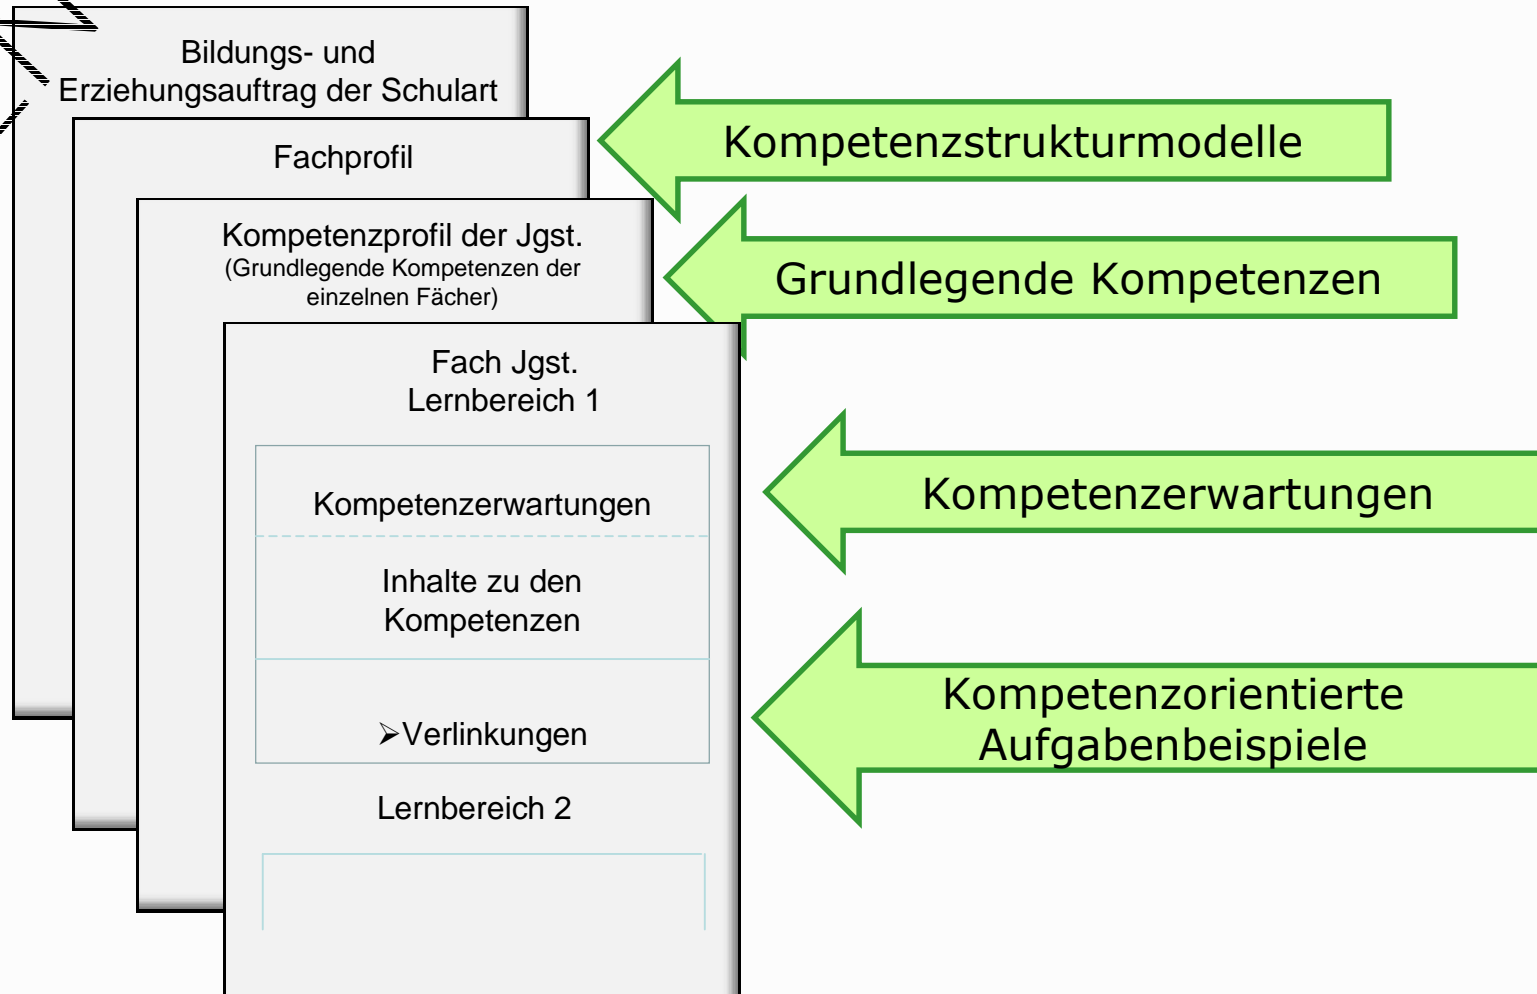 Bildungs- und
Erziehungsauftrag der Schulart
Fachprofil
Kompetenzprofil der Jgst.
(Grundlegende Kompetenzen der
einzelnen Fächer)
Fach Jgst.
Lernbereich 1
Kompetenzerwartungen
Inhalte zu den
Kompetenzen
➢Verlinkungen
Lernbereich 2
Kompetenzstrukturmodelle
Grundlegende Kompetenzen
Kompetenzerwartungen
Kompetenzorientierte
Aufgabenbeispiele